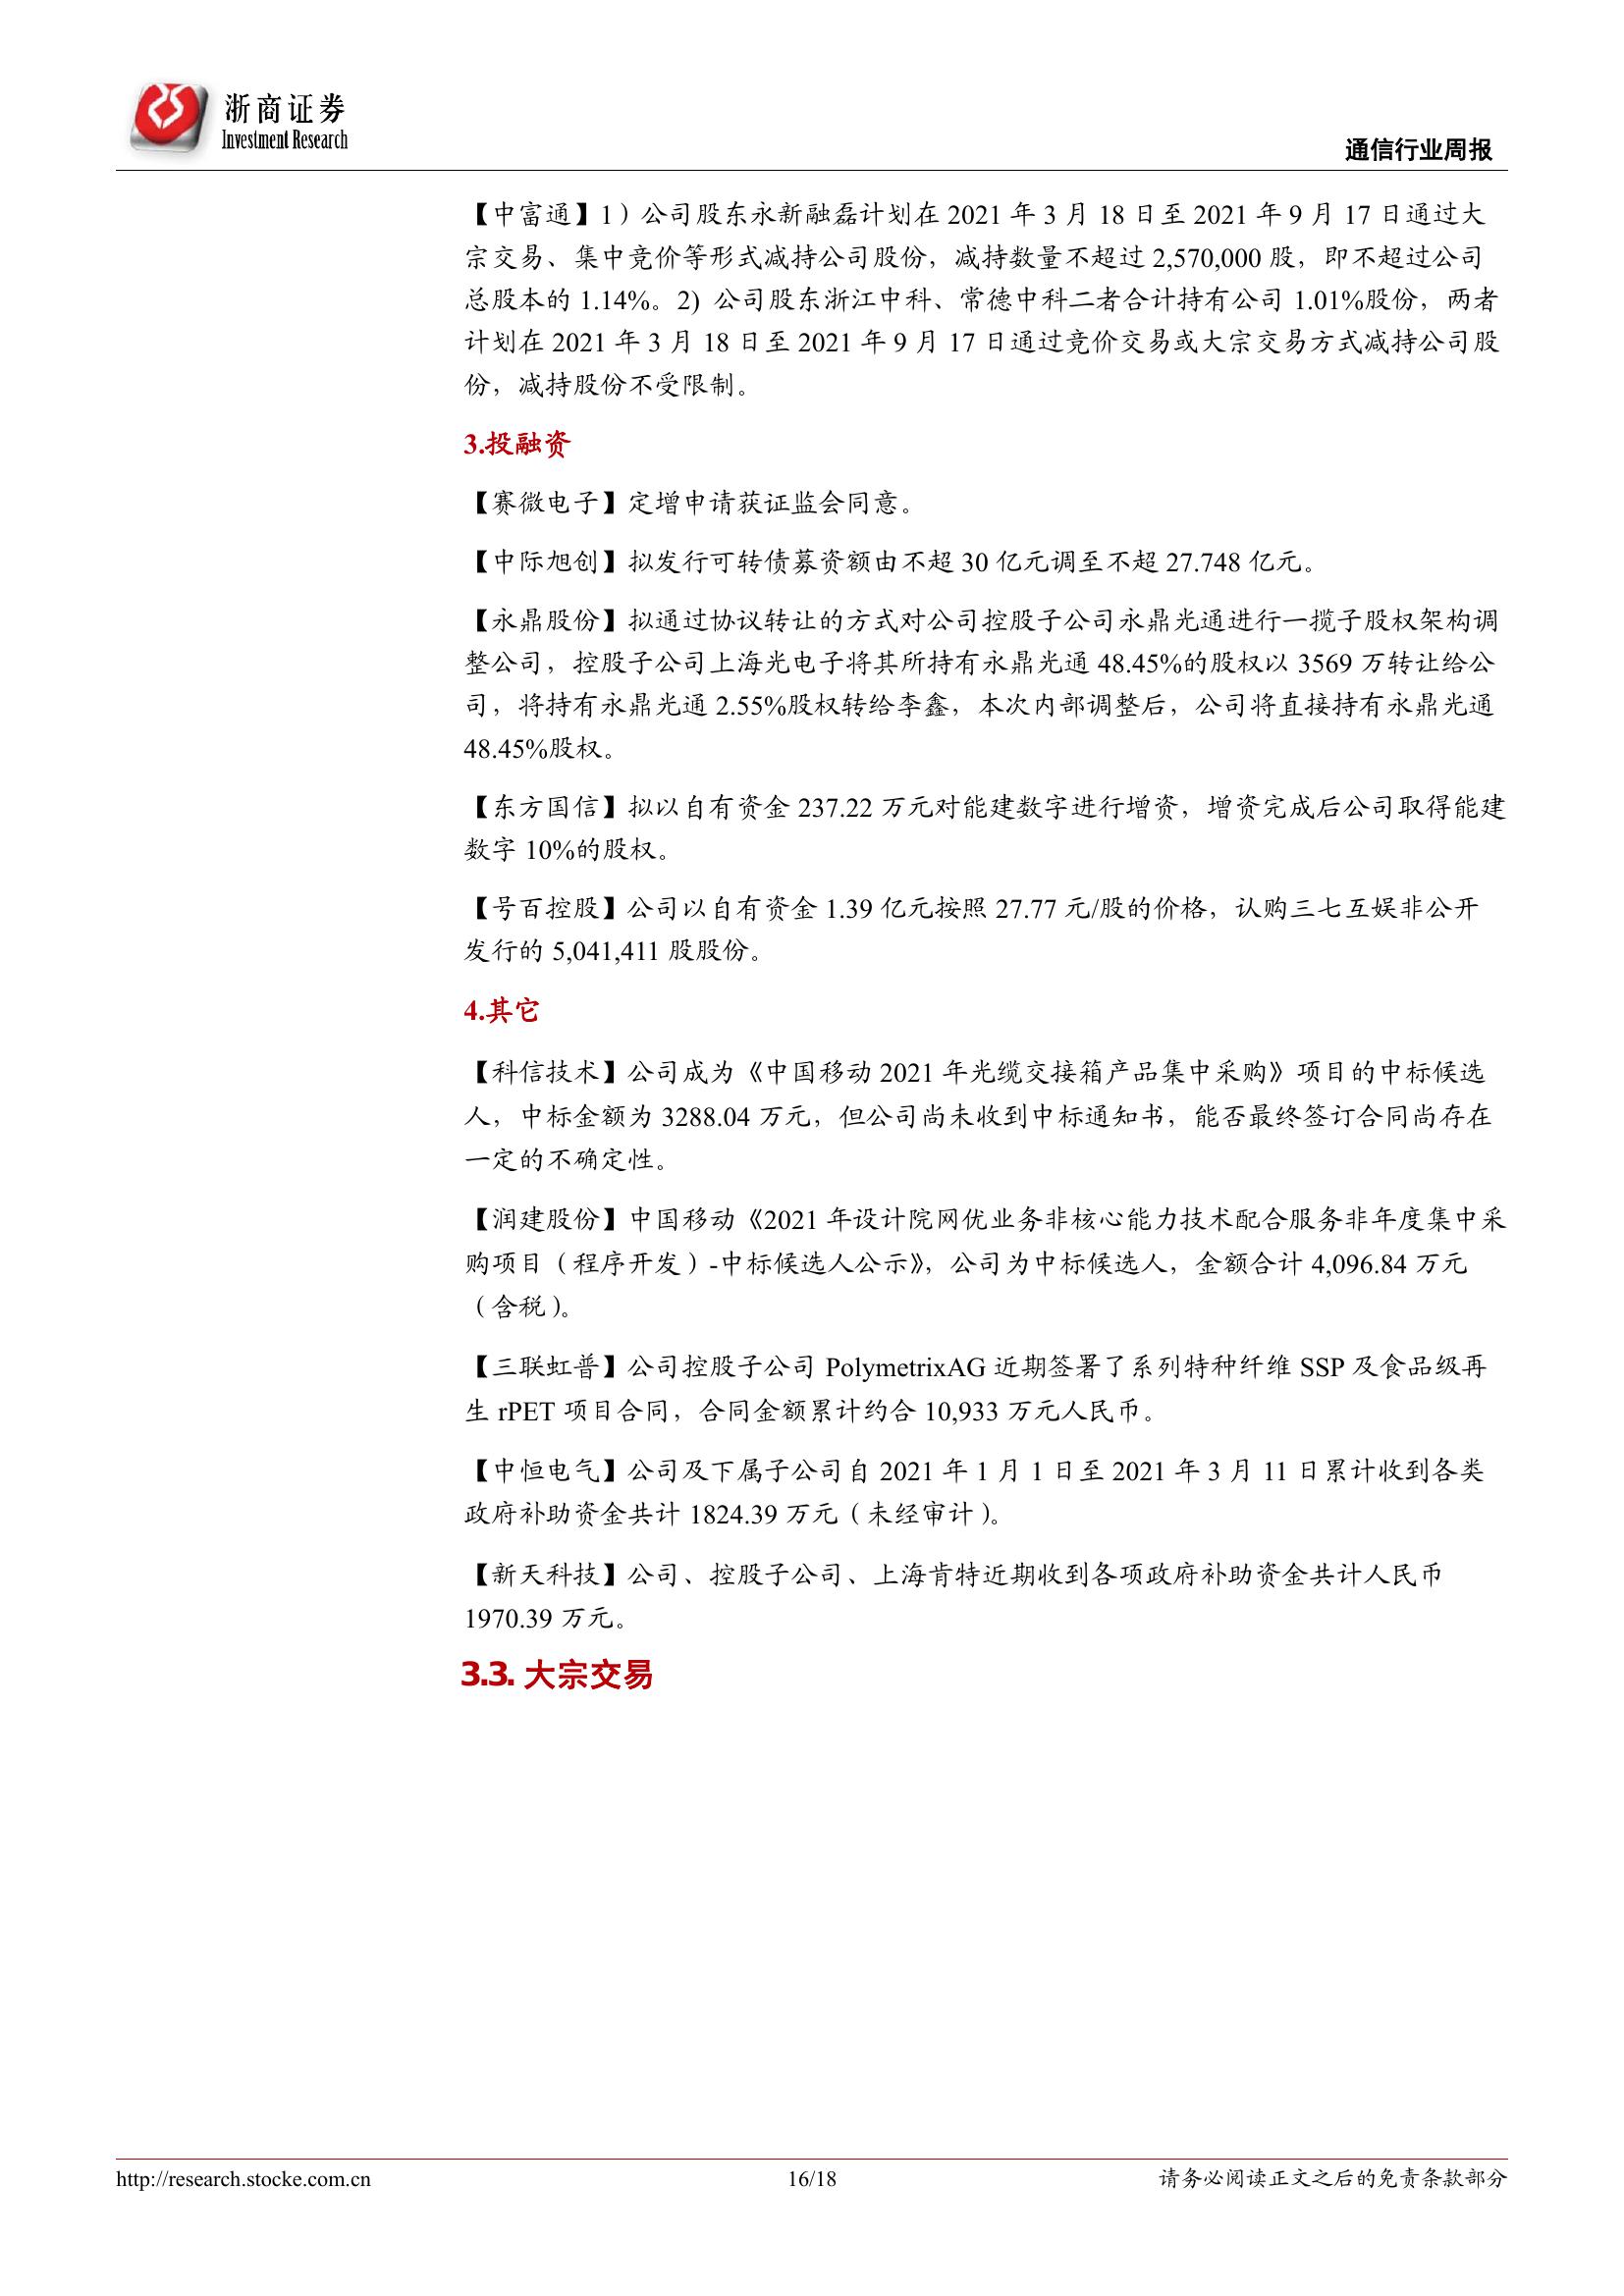 浙商证券
Investment Research
通信行业周报
【中富通】1）公司股东永新融磊计划在 2021 年 3 月 18 日至 2021 年 9 月 17 日通过大
宗交易、集中竞价等形式减持公司股份，减持数量不超过 2,570,000 股，即不超过公司
总股本的 1.14%。2) 公司股东浙江中科、常德中科二者合计持有公司 1.01%股份，两者
计划在 2021 年 3 月 18 日至 2021 年 9 月 17 日通过竞价交易或大宗交易方式减持公司股
份，减持股份不受限制。
3.投融资
【赛微电子】定增申请获证监会同意。
【中际旭创】拟发行可转债募资额由不超 30 亿元调至不超 27.748 亿元。
【永鼎股份】拟通过协议转让的方式对公司控股子公司永鼎光通进行一揽子股权架构调
整公司，控股子公司上海光电子将其所持有永鼎光通 48.45%的股权以 3569 万转让给公
司，将持有永鼎光通 2.55%股权转给李鑫，本次内部调整后，公司将直接持有永鼎光通
48.45%股权。
【东方国信】拟以自有资金 237.22 万元对能建数字进行增资，增资完成后公司取得能建
数字 10%的股权。
【号百控股】公司以自有资金 1.39 亿元按照 27.77 元/股的价格，认购三七互娱非公开
发行的 5,041,411 股股份。
4.其它
【科信技术】公司成为《中国移动 2021 年光缆交接箱产品集中采购》项目的中标候选
人，中标金额为 3288.04 万元，但公司尚未收到中标通知书，能否最终签订合同尚存在
一定的不确定性。
【润建股份】中国移动《2021 年设计院网优业务非核心能力技术配合服务非年度集中采
购项目（程序开发）-中标候选人公示》，公司为中标候选人，金额合计 4,096.84 万元
（含税）。
【三联虹普】公司控股子公司 PolymetrixAG 近期签署了系列特种纤维 SSP 及食品级再
生 rPET 项目合同，合同金额累计约合 10,933 万元人民币。
【中恒电气】公司及下属子公司自 2021 年 1 月 1 日至 2021 年 3 月 11 日累计收到各类
政府补助资金共计 1824.39 万元（未经审计）。
【新天科技】公司、控股子公司、上海肯特近期收到各项政府补助资金共计人民币
1970.39 万元。
3.3. 大宗交易
http://research.stocke.com.cn
16/18
请务必阅读正文之后的免责条款部分